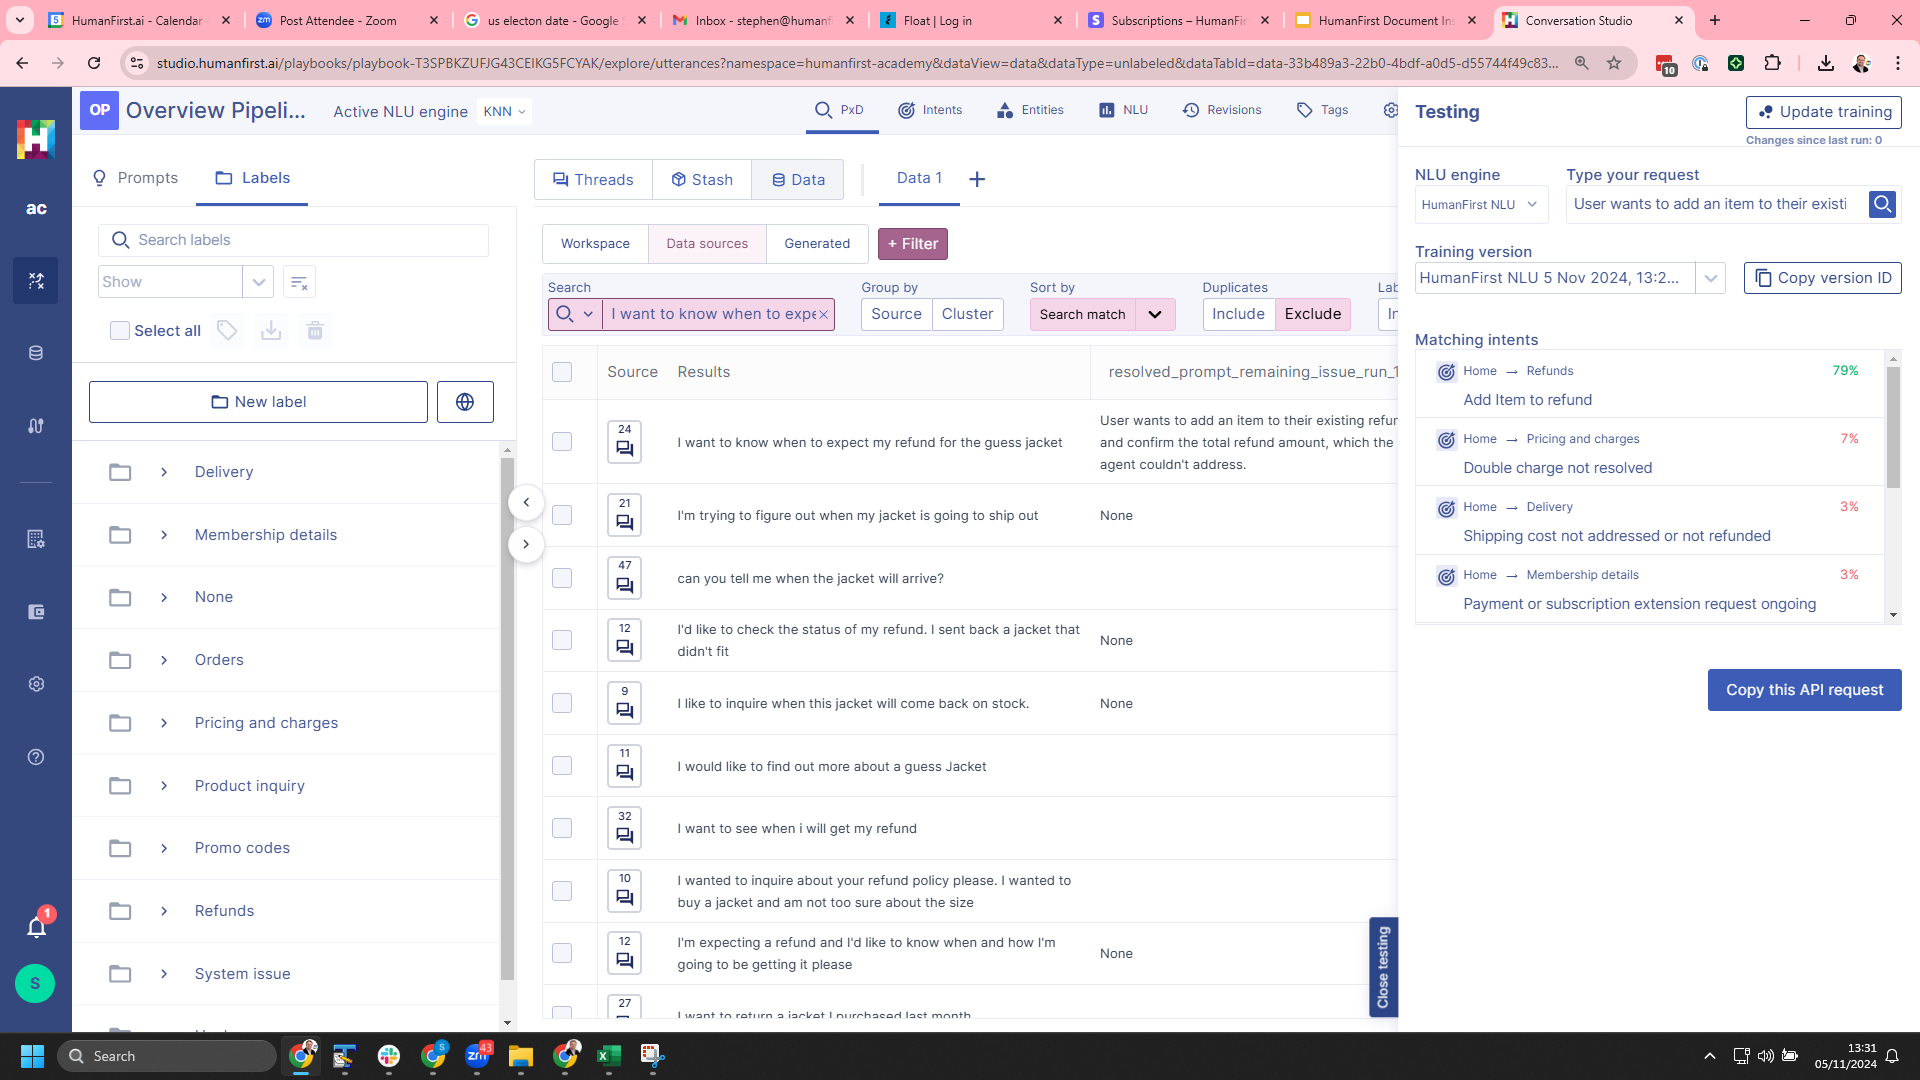 HumanFirst.ai - Calendar
Post Attendee - Zoom
us electon date - Google S
Inbox - stephen@humanf
Float | Log in
Subscriptions – HumanFir
HumanFirst Document In
Conversation Studio
studio.humanfirst.ai/playbooks/playbook-T3SPBKZUFJG43CEIKG5FCYAK/explore/utterances?namespace=humanfirst-academy&dataView=data&dataType=unlabeled&dataTabId=data-33b489a3-22b0-4bdf-a0d5-d55744f49c83...
10
OP
Overview Pipeli...
Active NLU engine
KNN
PxD
Intents
Entities
NLU
Revisions
Tags
Testing
Update training
Changes since last run: 0
ac
Prompts
Labels
Threads
Stash
Data
Data 1
+
NLU engine
Type your request
HumanFirst NLU
User wants to add an item to their existi
Search labels
Show
Select all
New label
Workspace
Data sources
Generated
+ Filter
Training version
HumanFirst NLU 5 Nov 2024, 13:2...
Copy version ID
Search
Group by
Sort by
Duplicates
Lab
I want to know when to expe
Source
Cluster
Search match
Include
Exclude
In
Delivery
Membership details
None
Orders
Pricing and charges
Product inquiry
Promo codes
Refunds
System issue
Source
Results
resolved_prompt_remaining_issue_run_1
24
I want to know when to expect my refund for the guess jacket
User wants to add an item to their existing refun
and confirm the total refund amount, which the
agent couldn't address.
21
I'm trying to figure out when my jacket is going to ship out
None
47
can you tell me when the jacket will arrive?
12
I'd like to check the status of my refund. I sent back a jacket that
didn't fit
None
9
I like to inquire when this jacket will come back on stock.
None
11
I would like to find out more about a guess Jacket
32
I want to see when i will get my refund
10
I wanted to inquire about your refund policy please. I wanted to
buy a jacket and am not too sure about the size
12
I'm expecting a refund and I'd like to know when and how I'm
going to be getting it please
None
27
I want to return a jacket I purchased last month
Matching intents
Home → Refunds
79%
Add Item to refund
Home → Pricing and charges
7%
Double charge not resolved
Home → Delivery
3%
Shipping cost not addressed or not refunded
Home → Membership details
3%
Payment or subscription extension request ongoing
Copy this API request
Close testing
1
S
Search
S
zm
43
13:31
05/11/2024